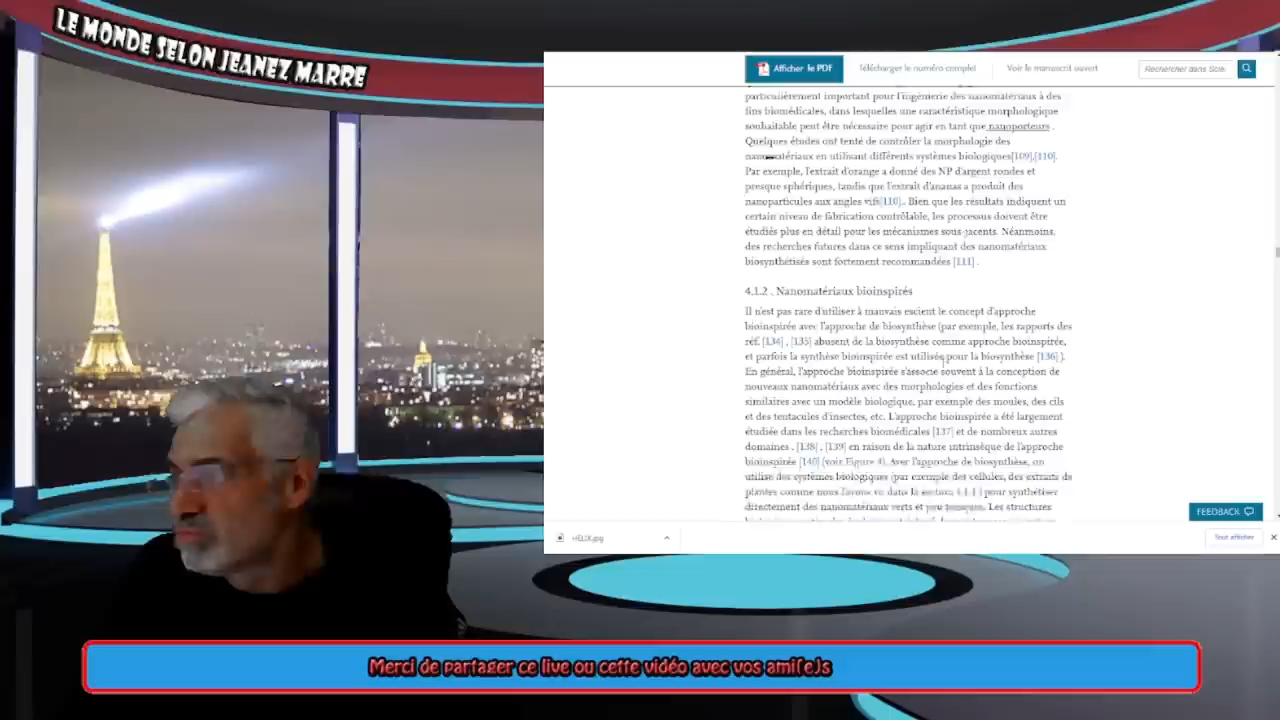 LE MONDE SELON JEANEZ MARRE
Afficher le PDF
Télécharger le numéro complet
Voir le manuscrit ouvert
Rechercher dans Scie
particulièrement important pour l'ingénierie des nanomatériaux à des
fins biomédicales, dans lesquelles une caractéristique morphologique
souhaitable peut être nécessaire pour agir en tant que nanoporteurs .
Quelques études ont tenté de contrôler la morphologie des
nanomatériaux en utilisant différents systèmes biologiques[109],[110].
Par exemple, l'extrait d'orange a donné des NP d'argent rondes et
presque sphériques, tandis que l'extrait d'ananas a produit des
nanoparticules aux angles vifs[110].. Bien que les résultats indiquent un
certain niveau de fabrication contrôlable, les processus doivent être
étudiés plus en détail pour les mécanismes sous-jacents. Néanmoins,
des recherches futures dans ce sens impliquant des nanomatériaux
biosynthétisés sont fortement recommandées [111] .
4.1.2 . Nanomatériaux bioinspirés
Il n'est pas rare d'utiliser à mauvais escient le concept d'approche
bioinspirée avec l'approche de biosynthèse (par exemple, les rapports des
réf. [134] , [135] abusent de la biosynthèse comme approche bioinspirée,
et parfois la synthèse bioinspirée est utilisée pour la biosynthèse [136] ).
En général, l'approche bioinspirée s'associe souvent à la conception de
nouveaux nanomatériaux avec des morphologies et des fonctions
similaires avec un modèle biologique, par exemple des moules, des cils
et des tentacules d'insectes, etc. L'approche bioinspirée a été largement
étudiée dans les recherches biomédicales [137] et de nombreux autres
domaines . [138] , [139] en raison de la nature intrinsèque de l'approche
bioinspirée [140] (voir Figure 4). Avec l'approche de biosynthèse, on
utilise des systèmes biologiques (par exemple des cellules, des extraits de
plantes comme nous l'avons vu dans la section 4.1.1 ) pour synthétiser
directement des nanomatériaux verts et peu toxiques. Les structures
FEEDBACK
HELIX.jpg
Tout afficher
Merci de partager ce live ou cette vidéo avec vos ami(e)s